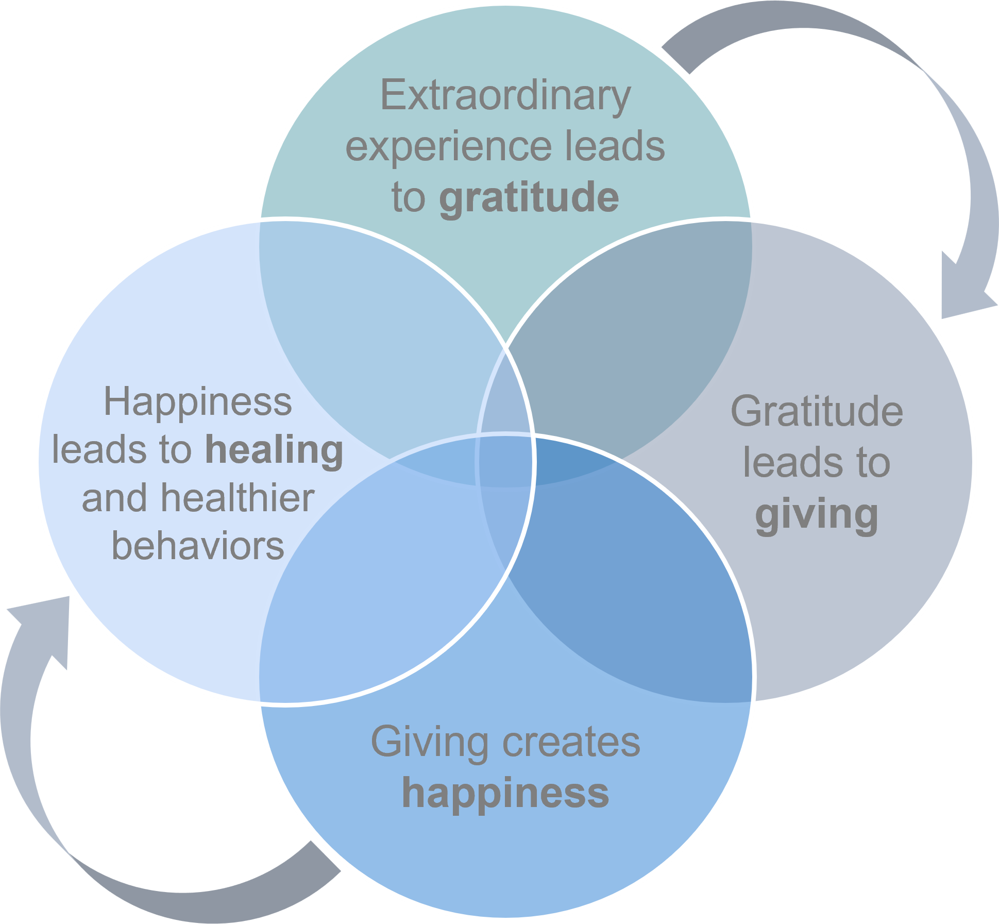 Extraordinary
experience leads
to gratitude
Gratitude
leads to
giving
Giving creates
happiness
Happiness
leads to healing
and healthier
behaviors